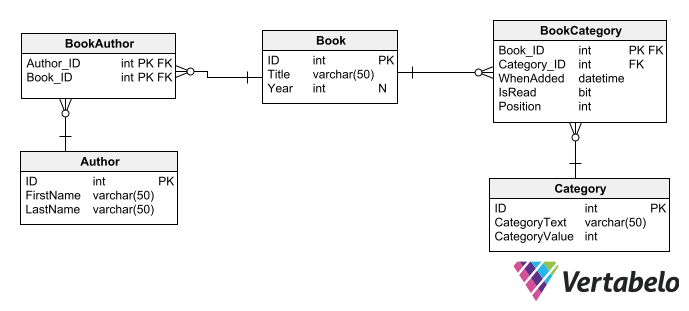 BookAuthor
Author_ID int PK FK
Book_ID int PK FK
Book
ID int PK
Title varchar(50)
Year int N
BookCategory
Book_ID int PK FK
Category_ID int FK
WhenAdded datetime
IsRead bit
Position int
Author
ID int PK
FirstName varchar(50)
LastName varchar(50)
Category
ID int PK
CategoryText varchar(50)
CategoryValue int
Vertabelo